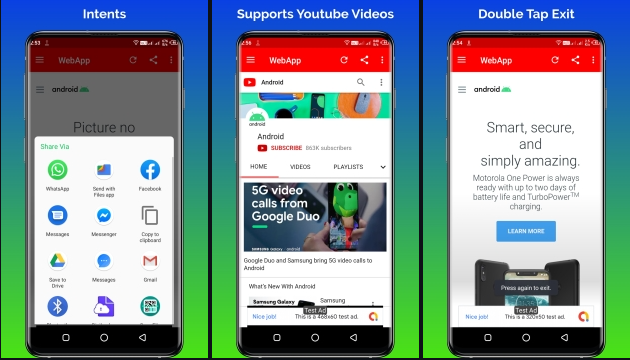 Intents
2:53
WebApp
android
Picture no
Share Via
WhatsApp
Send with
Files app
Facebook
Messages
Messenger
Copy to
clipboard
Save to
Drive
Messages
Gmail
Supports Youtube Videos
2:56
WebApp
Android
android
Android
SUBSCRIBE 863K subscribers
HOME VIDEOS PLAYLISTS
5G video
calls from
Google Duo
SAMSUNG android
Google Duo and Samsung bring 5G video calls to
Android
What's New With Android
Samsung Galaxy Samsung
Test Ad
Nice job! This is a 468x60 test ad.
Double Tap Exit
2:54
WebApp
android
Smart, secure,
and
simply amazing.
Motorola One Power is always
ready with up to two days of
battery life and TurboPower™
charging.
LEARN MORE
Press again to exit.
Test Ad
Nice job! This is a 320x50 test ad.